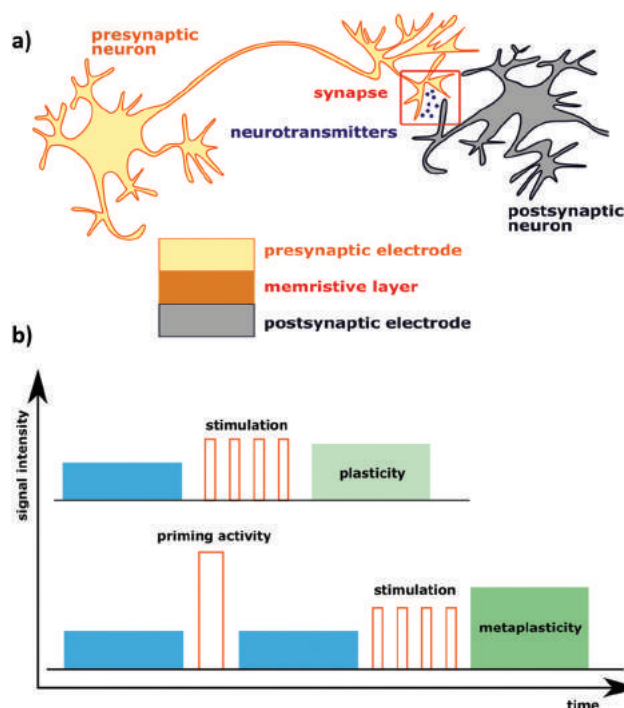 a)
presynaptic
neuron
synapse
neurotransmitters
postsynaptic
neuron
presynaptic electrode
memristive layer
postsynaptic electrode
b)
signal intensity
stimulation
plasticity
priming activity
stimulation
metaplasticity
time